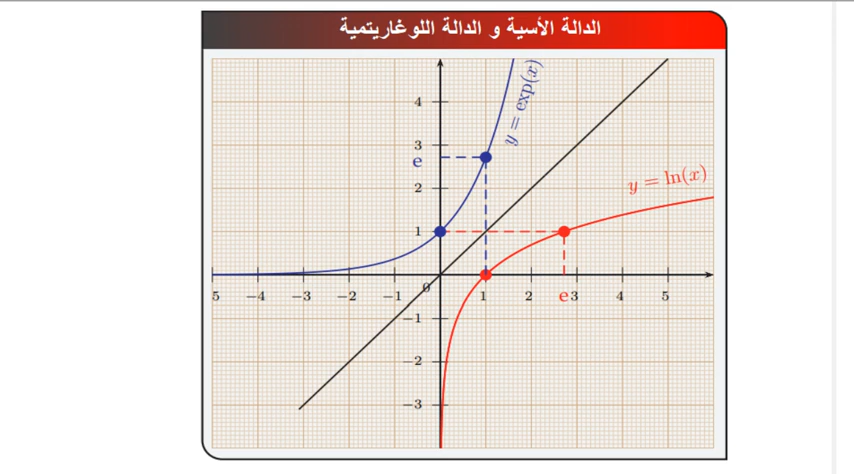 الدالة الأسية و الدالة اللوغاريتمية
y = exp(x)
y = ln(x)
4
3
e
2
1
5 −4 −3 −2 −1 0 1 2 e 3 4 5
−1
−2
−3